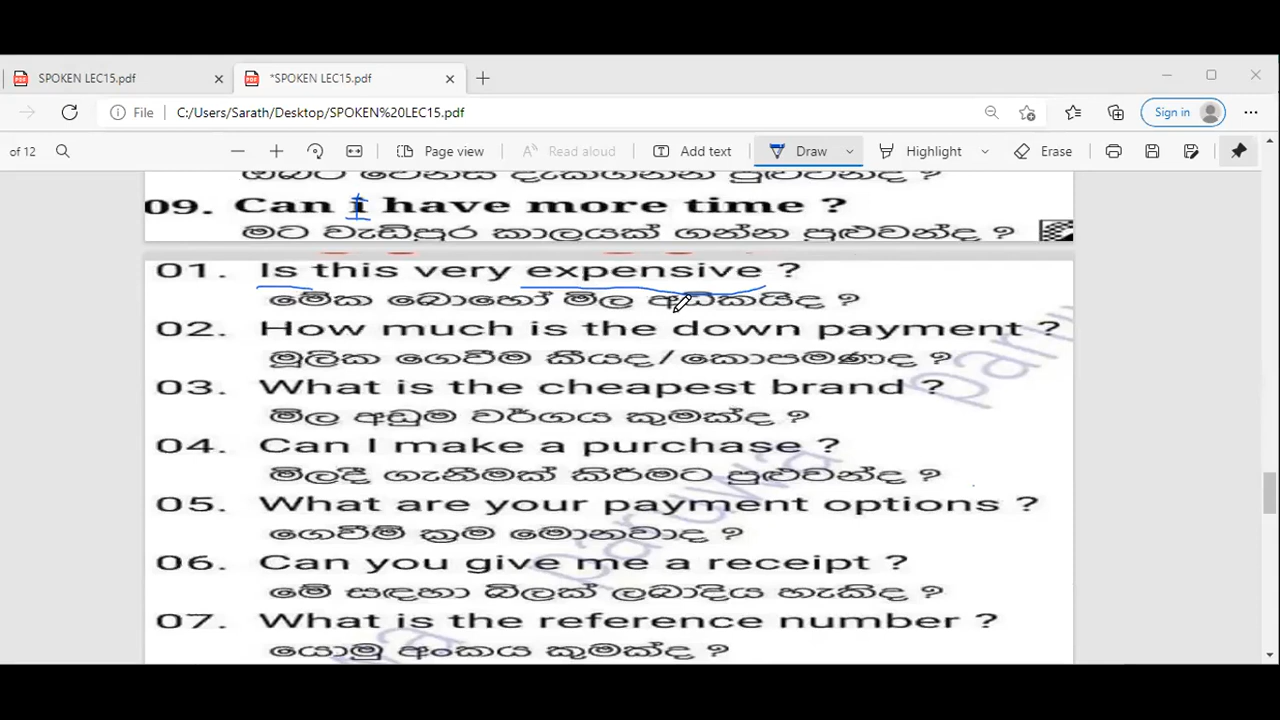 SPOKEN LEC15.pdf
*SPOKEN LEC15.pdf
File C:/Users/Sarath/Desktop/SPOKEN%20LEC15.pdf
Sign in
of 12
Page view
Read aloud
Add text
Draw
Highlight
Erase
ඔබට වෙනස දැකගන්න පුළුවන්ද ?
09. Can i have more time ?
මට වැඩිපුර කාලයක් ගන්න පුළුවන්ද ?
01. Is this very expensive ?
මේක බොහෝ මිල අධිකයිද ?
02. How much is the down payment ?
මූලික ගෙවීම කීයද/කොපමණද ?
03. What is the cheapest brand ?
මිල අඩුම වර්ගය කුමක්ද ?
04. Can I make a purchase ?
මිලදී ගැනීමක් කිරීමට පුළුවන්ද ?
05. What are your payment options ?
ගෙවීම් ක්‍රම මොනවාද ?
06. Can you give me a receipt ?
මේ සඳහා බිලක් ලබාදිය හැකිද ?
07. What is the reference number ?
යොමු අංකය කුමක්ද ?